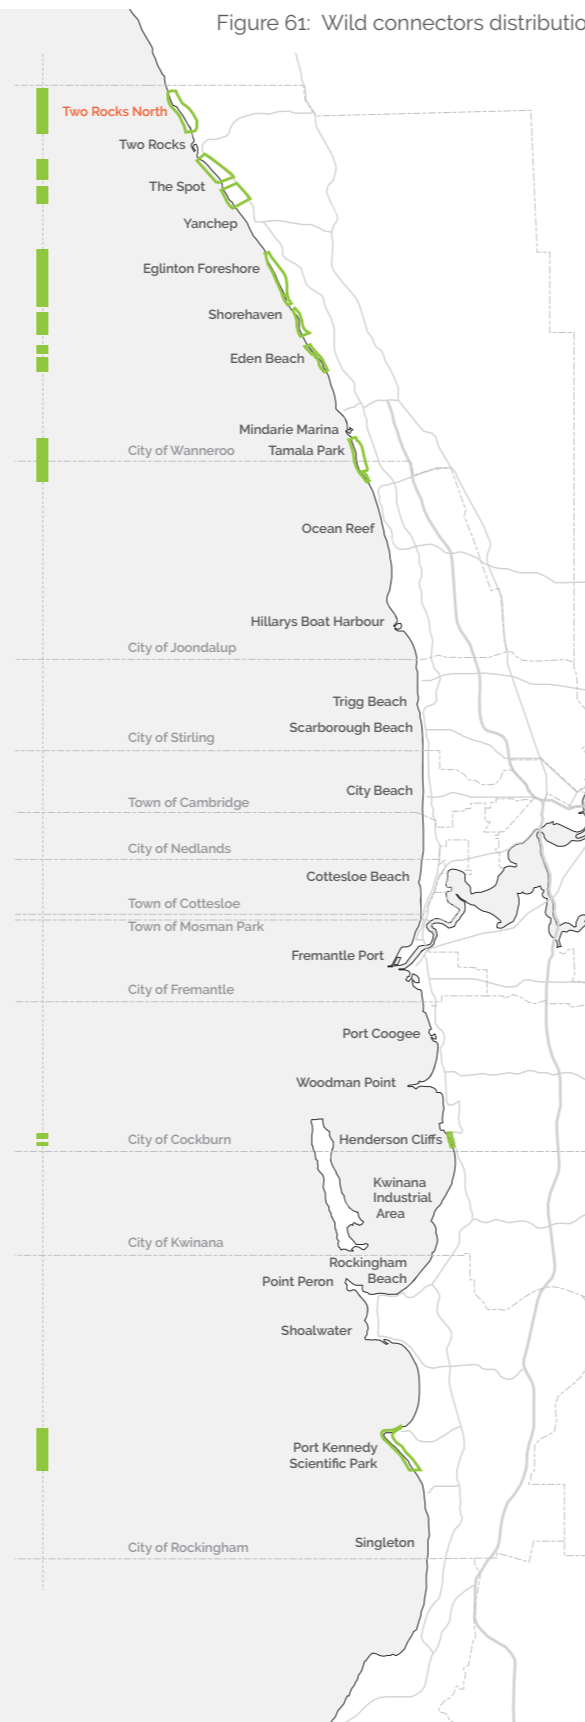 Figure 61: Wild connectors distributio
Two Rocks North
Two Rocks
The Spot
Yanchep
Eglinton Foreshore
Shorehaven
Eden Beach
Mindarie Marina
City of Wanneroo
Tamala Park
Ocean Reef
Hillarys Boat Harbour
City of Joondalup
Trigg Beach
Scarborough Beach
City of Stirling
City Beach
Town of Cambridge
City of Nedlands
Cottesloe Beach
Town of Cottesloe
Town of Mosman Park
Fremantle Port
City of Fremantle
Port Coogee
Woodman Point
City of Cockburn
Henderson Cliffs
Kwinana
Industrial
Area
City of Kwinana
Rockingham
Beach
Point Peron
Shoalwater
Port Kennedy
Scientific Park
City of Rockingham
Singleton